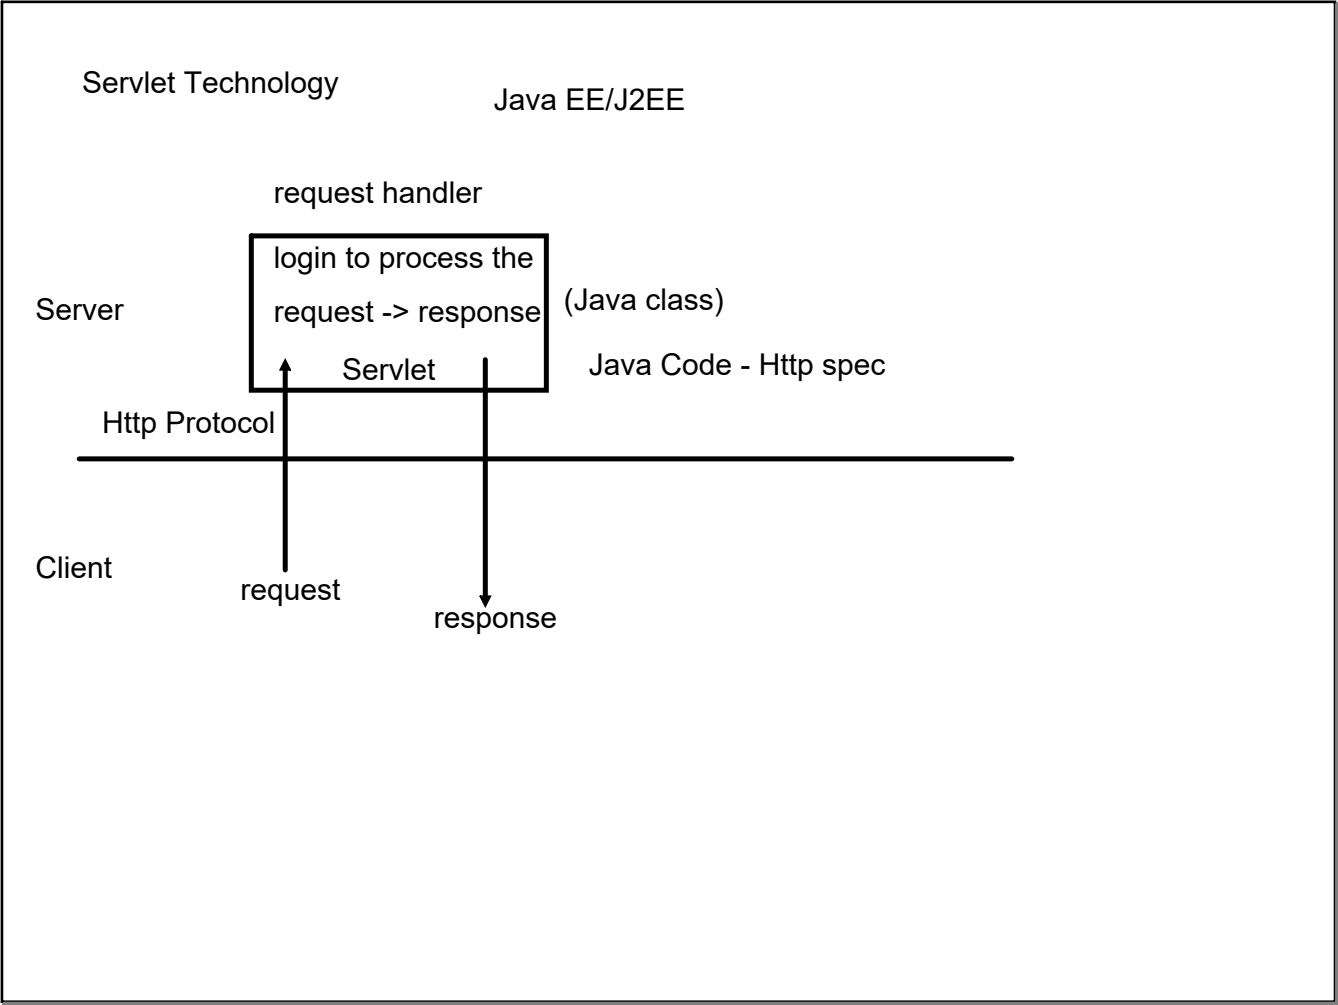 Servlet Technology
Java EE/J2EE
request handler
login to process the
request -> response
(Java class)
Server
Servlet
Java Code - Http spec
Http Protocol
Client
request
response